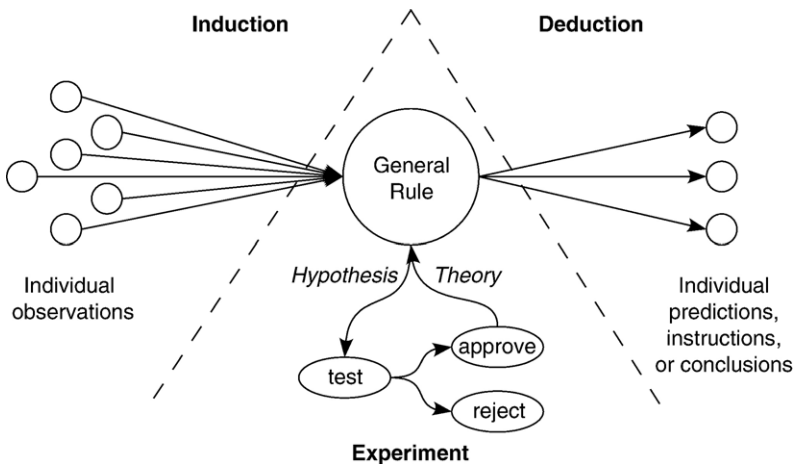 Induction
Deduction
General
Rule
Individual
observations
Hypothesis
Theory
Individual
predictions,
instructions,
or conclusions
test
approve
reject
Experiment